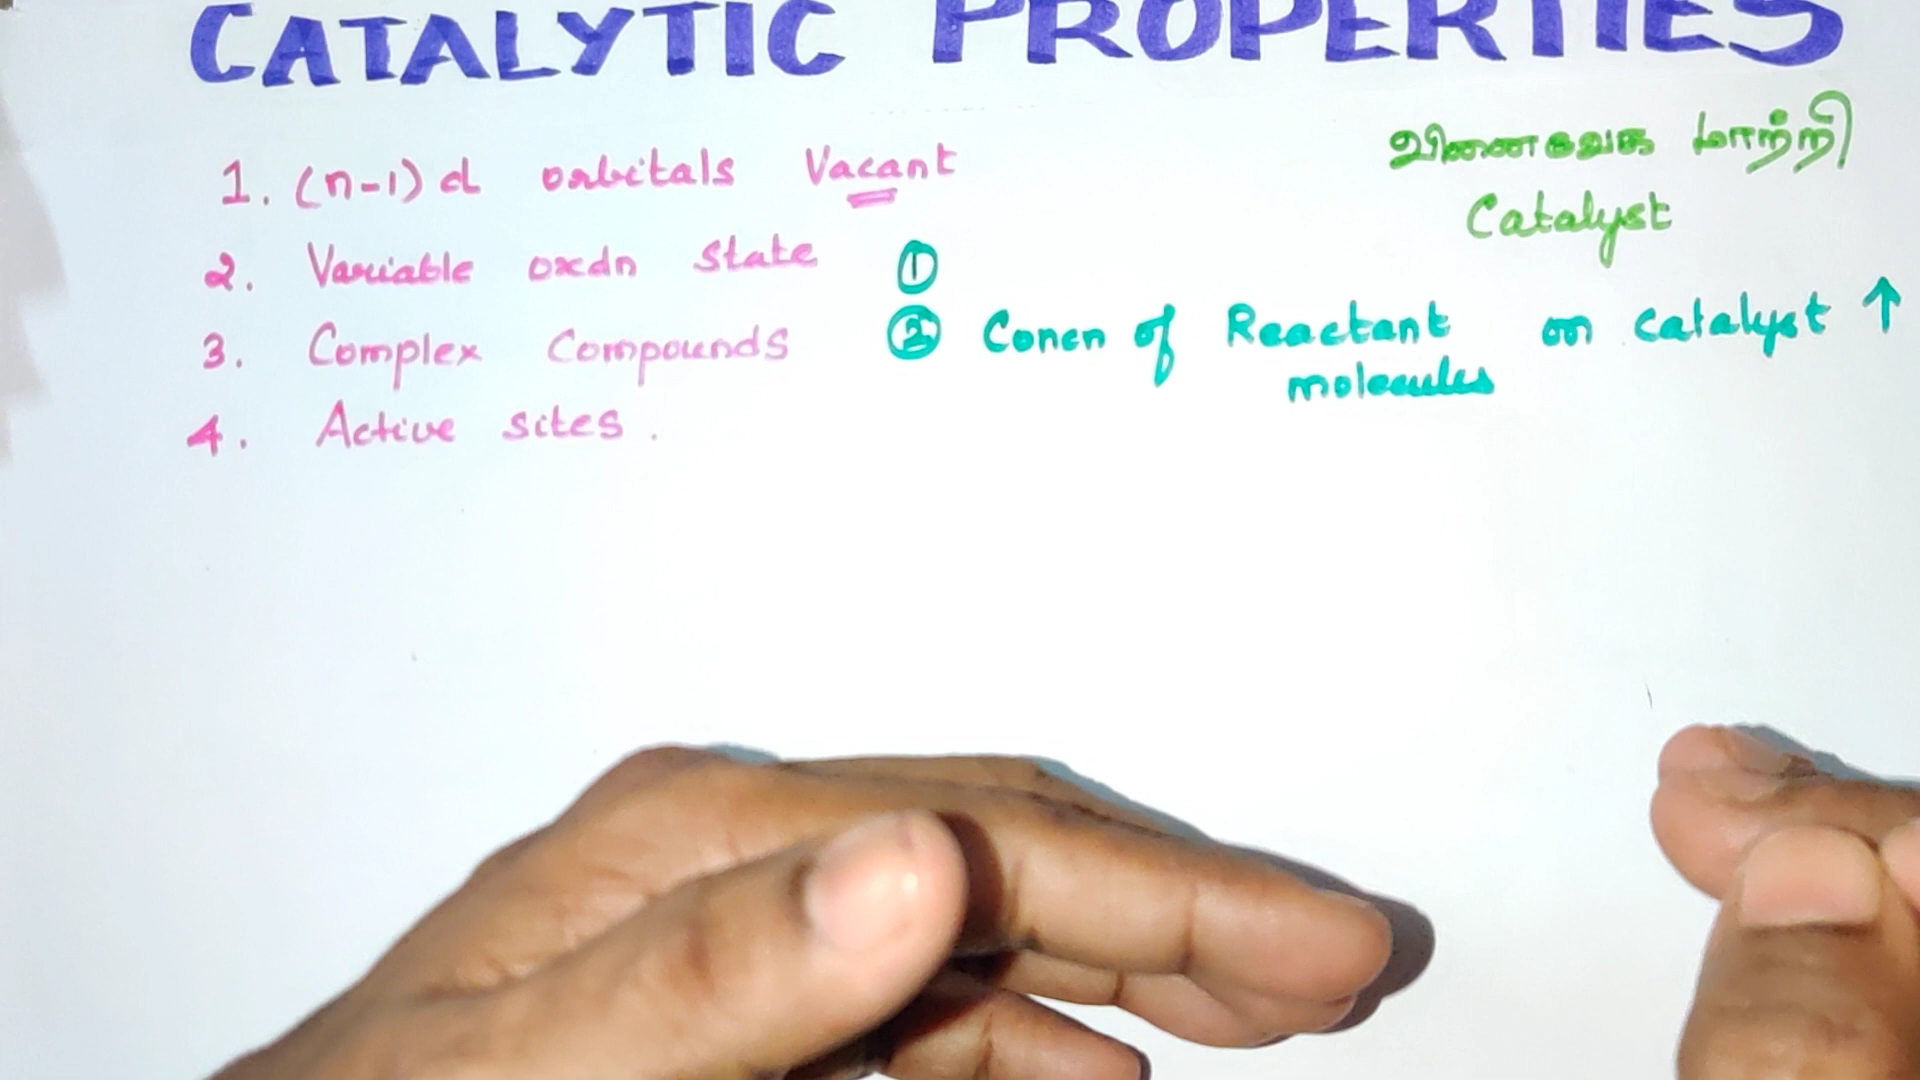 CATALYTIC PROPERTIES
வினைவேக மாற்றி
Catalyst
1. (n-1) d orbitals Vacant
2. Variable oxdn state
3. Complex Compounds
4. Active sites.
①
② Concn of Reactant molecules on catalyst ↑